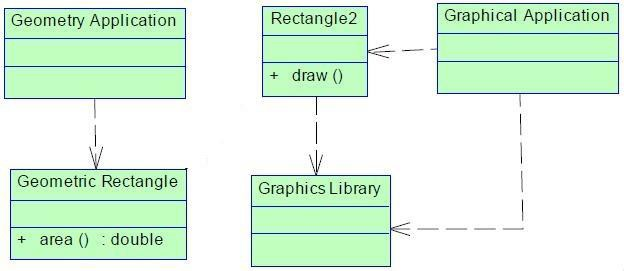 Geometry Application
Rectangle2
+ draw ()
Graphical Application
Geometric Rectangle
+ area () : double
Graphics Library